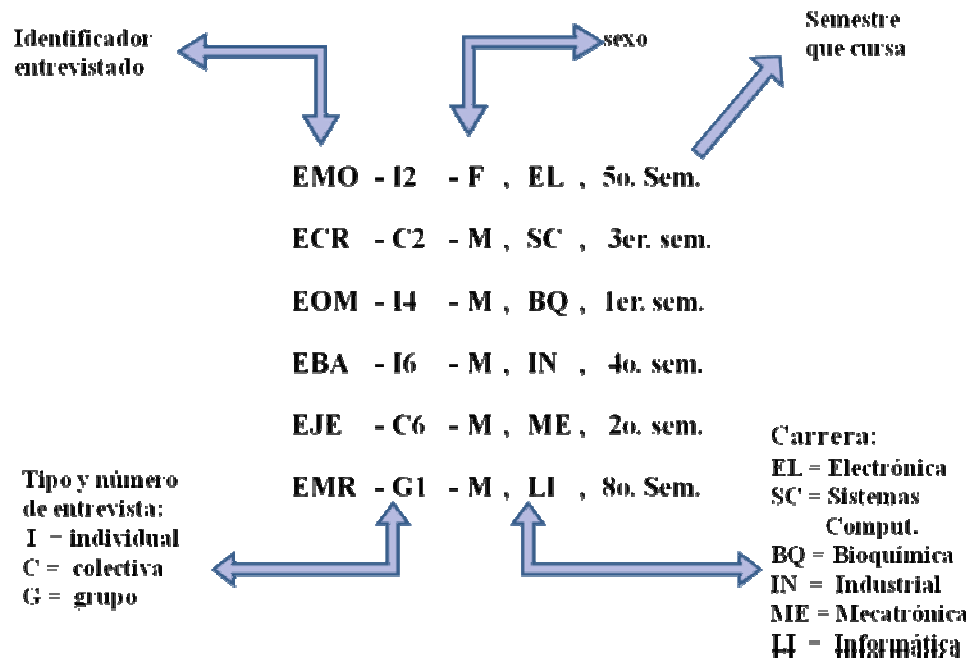 Identificador
entrevistado
sexo
Semestre
que cursa
EMO - I2 - F , EL , 5o. Sem.
ECR - C2 - M , SC , 3er. sem.
EOM - I4 - M , BQ , 1er. sem.
EBA - I6 - M , IN , 4o. sem.
EJE - C6 - M , ME , 2o. sem.
EMR - G1 - M , LI , 8o. Sem.
Tipo y número
de entrevista:
I = individual
C = colectiva
G = grupo
Carrera:
EL = Electrónica
SC = Sistemas
Comput.
BQ = Bioquímica
IN = Industrial
ME = Mecatrónica
LI = Informática